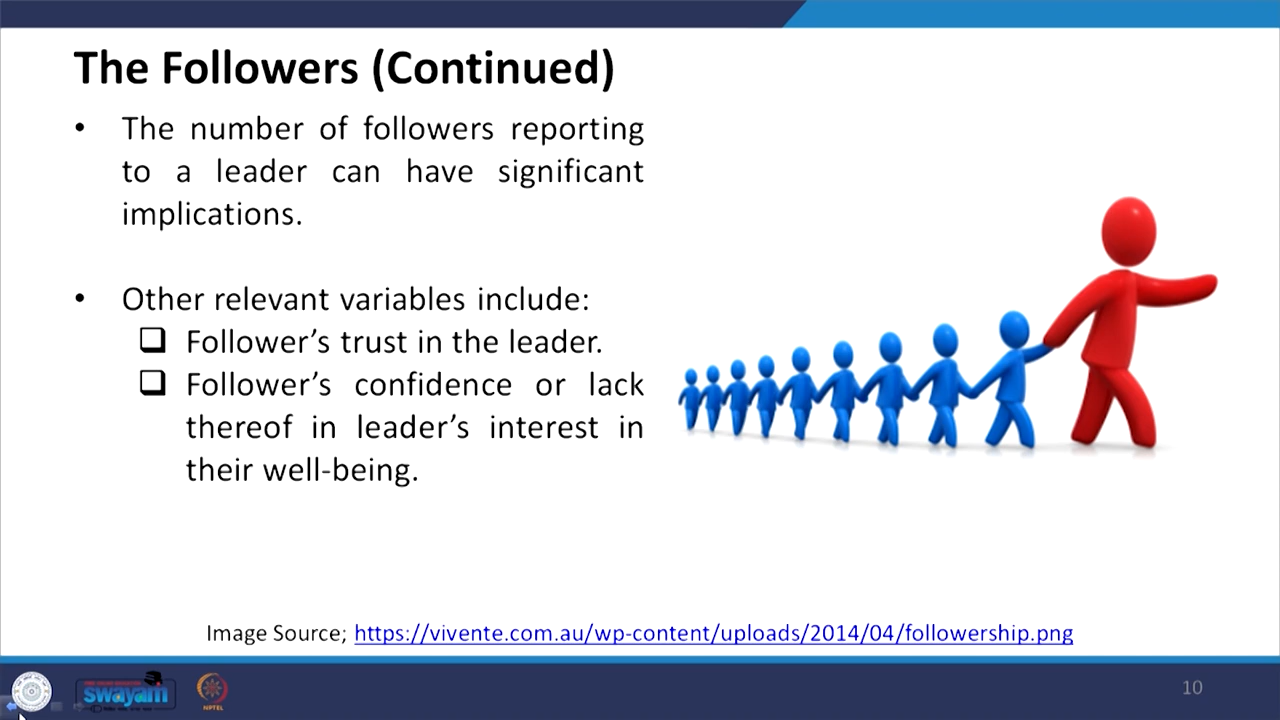 The Followers (Continued)
• The number of followers reporting
to a leader can have significant
implications.
• Other relevant variables include:
❑ Follower’s trust in the leader.
❑ Follower’s confidence or lack
thereof in leader’s interest in
their well-being.
Image Source; https://vivente.com.au/wp-content/uploads/2014/04/followership.png
swayam
NPTEL
10